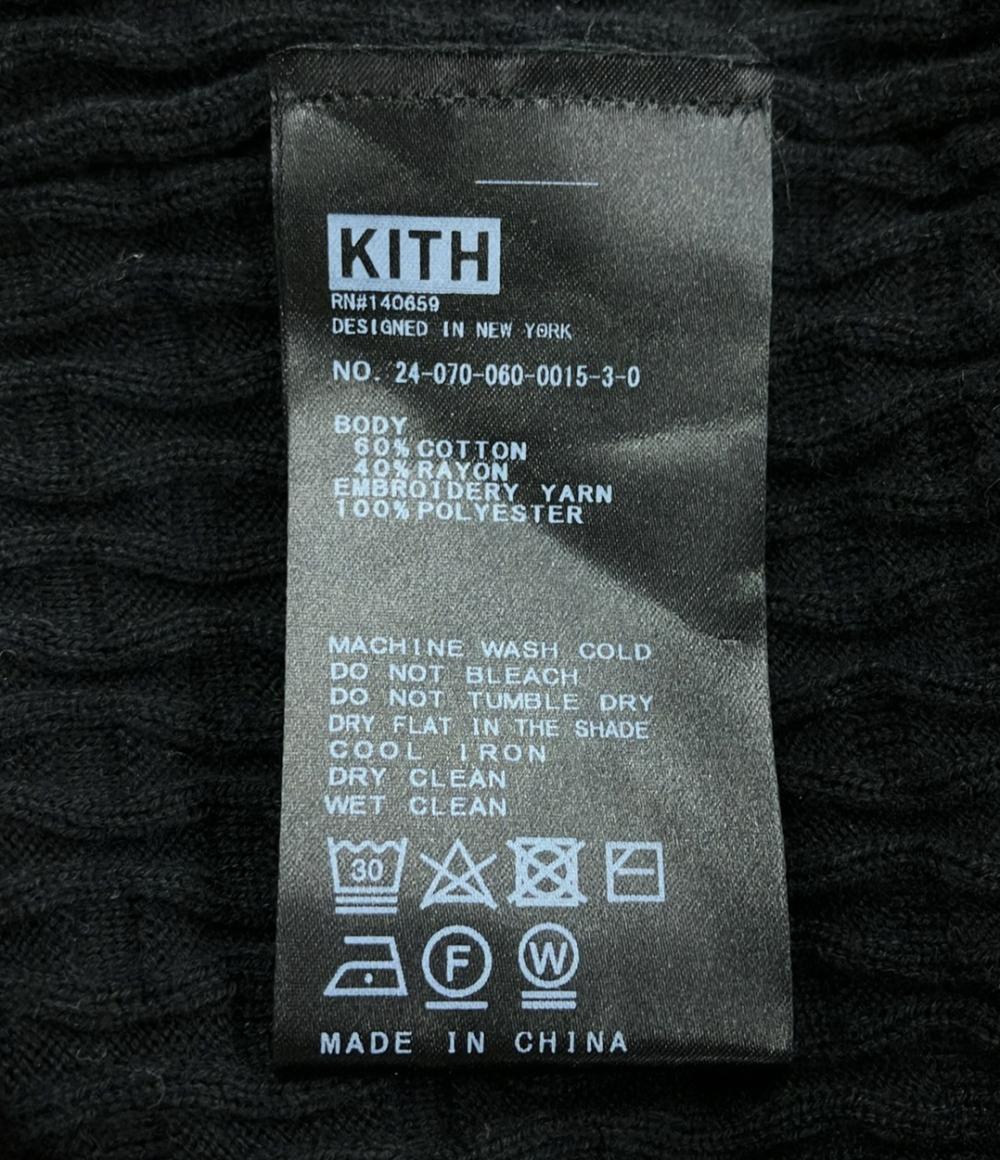 KITH
RN#140659
DESIGNED IN NEW YORK
NO. 24-070-060-0015-3-0
BODY
60%COTTON
40%RAYON
EMBROIDERY YARN
100%POLYESTER
MACHINE WASH COLD
DO NOT BLEACH
DO NOT TUMBLE DRY
DRY FLAT IN THE SHADE
COOL IRON
DRY CLEAN
WET CLEAN
30
F W
MADE IN CHINA